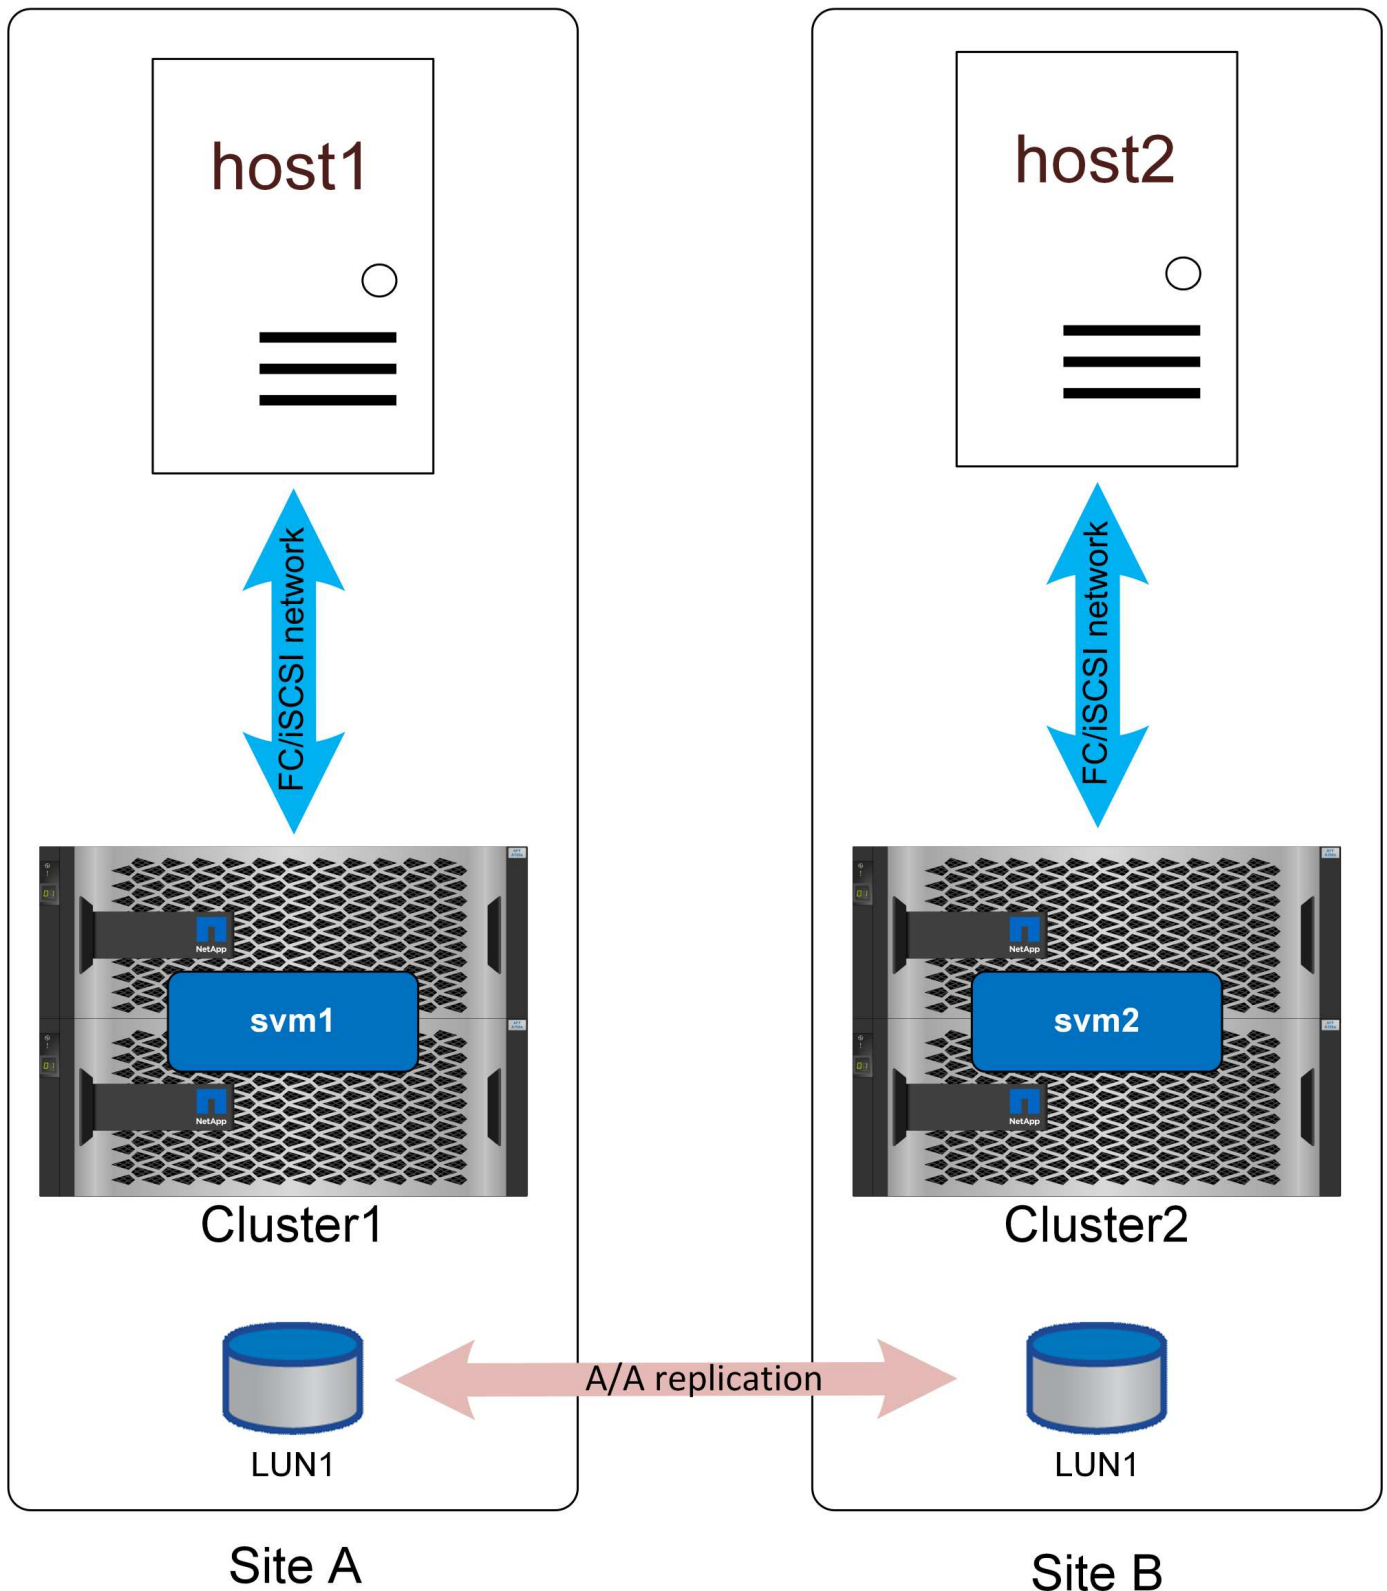 host1
host2
FC/iSCSI network
FC/iSCSI network
NetApp
NetApp
svm1
svm2
NetApp
NetApp
Cluster1
Cluster2
A/A replication
LUN1
LUN1
Site A
Site B